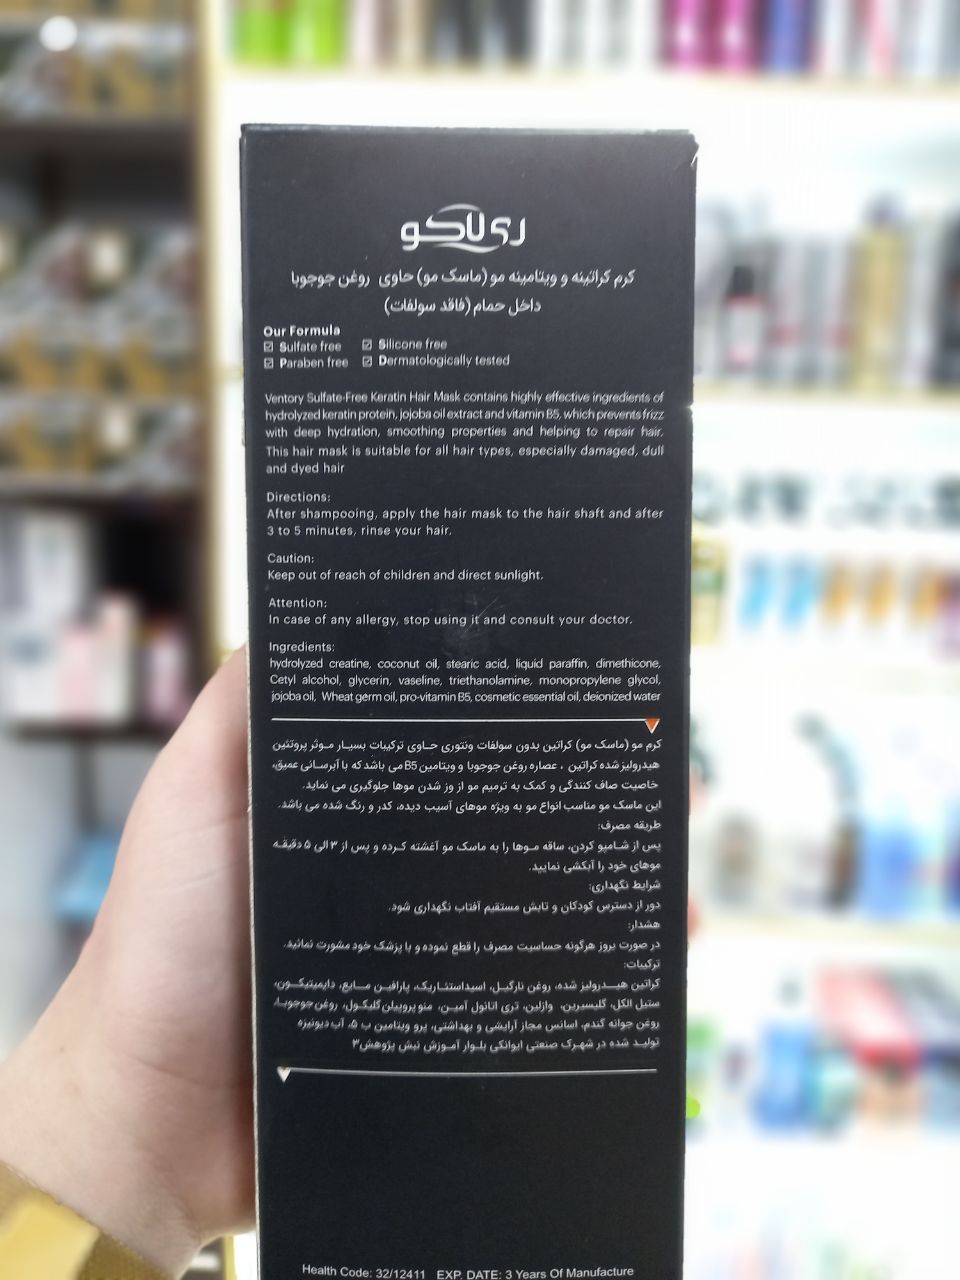 ری لاکو
کرم کراتینه و ویتامینه مو (ماسک مو) حاوی روغن جوجوبا
داخل حمام (فاقد سولفات)
Our Formula
☑ Sulfate free ☑ Silicone free
☑ Paraben free ☑ Dermatologically tested
Ventory Sulfate-Free Keratin Hair Mask contains highly effective ingredients of
hydrolyzed keratin protein, jojoba oil extract and vitamin B5, which prevents frizz
with deep hydration, smoothing properties and helping to repair hair.
This hair mask is suitable for all hair types, especially damaged, dull
and dyed hair
Directions:
After shampooing, apply the hair mask to the hair shaft and after
3 to 5 minutes, rinse your hair.
Caution:
Keep out of reach of children and direct sunlight.
Attention:
In case of any allergy, stop using it and consult your doctor.
Ingredients:
hydrolyzed creatine, coconut oil, stearic acid, liquid paraffin, dimethicone,
Cetyl alcohol, glycerin, vaseline, triethanolamine, monopropylene glycol,
jojoba oil, Wheat germ oil, pro-vitamin B5, cosmetic essential oil, deionized water
کرم مو (ماسک مو) کراتین بدون سولفات ونتوری حاوی ترکیبات بسیار موثر پروتئین
هیدرولیز شده کراتین ، عصاره روغن جوجوبا و ویتامین B5 می باشد که با آبرسانی عمیق،
خاصیت صاف کنندگی و کمک به ترمیم مو از وز شدن موها جلوگیری می نماید.
این ماسک مو مناسب انواع مو به ویژه موهای آسیب دیده، کدر و رنگ شده می باشد.
طریقه مصرف:
پس از شامپو کردن، ساقه موها را به ماسک مو آغشته کرده و پس از ۳ الی ۵ دقیقه
موهای خود را آبکشی نمایید.
شرایط نگهداری:
دور از دسترس کودکان و تابش مستقیم آفتاب نگهداری شود.
هشدار:
در صورت بروز هرگونه حساسیت مصرف را قطع نموده و با پزشک خود مشورت نمائید.
ترکیبات:
کراتین هیدرولیز شده، روغن نارگیل، اسیداستئاریک، پارافین مایع، دایمیتیکون،
ستیل الکل، گلیسیرین، وازلین، تری اتانول آمین، منو پروپیلن گلیکول، روغن جوجوبا،
روغن جوانه گندم، اسانس مجاز آرایشی و بهداشتی، پرو ویتامین ب ۵، آب دیونیزه
تولید شده در شهرک صنعتی ایوانکی بلوار آموزش نبش پژوهش ۳
Health Code: 32/12411 EXP. DATE: 3 Years Of Manufacture